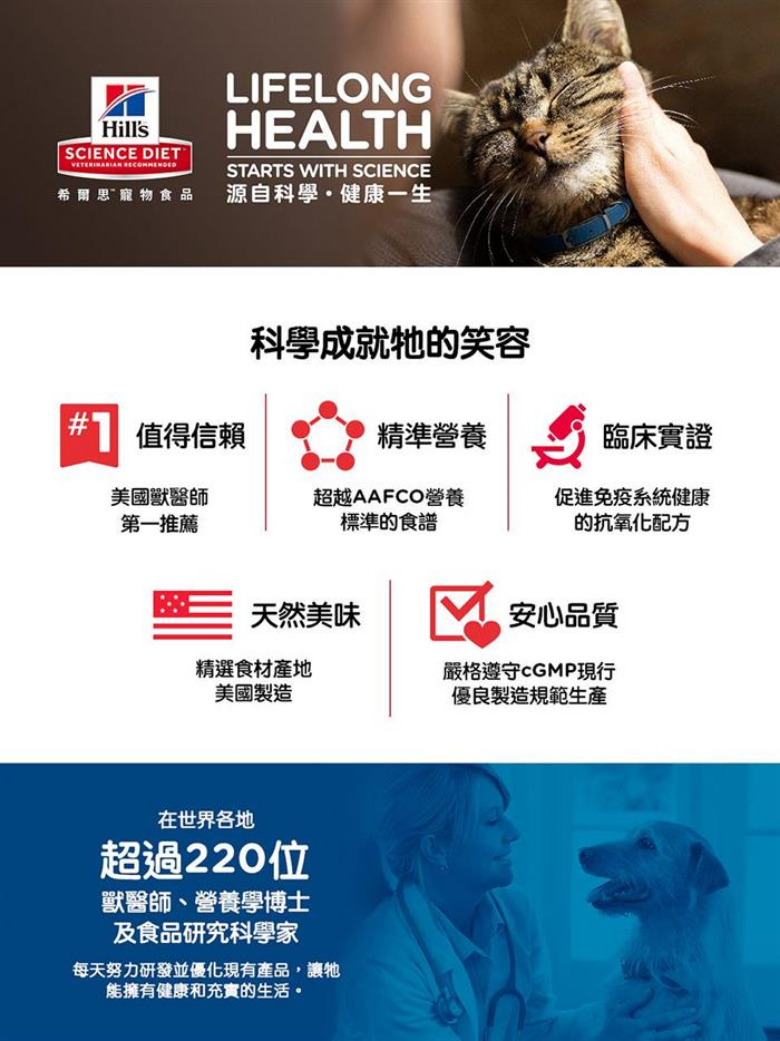 Hill's
SCIENCE DIET™
VETERINARIAN RECOMMENDED
希爾思™寵物食品
LIFELONG
HEALTH
STARTS WITH SCIENCE
源自科學・健康一生
科學成就牠的笑容
#1 值得信賴
美國獸醫師
第一推薦
精準營養
超越AAFCO營養
標準的食譜
臨床實證
促進免疫系統健康
的抗氧化配方
天然美味
精選食材產地
美國製造
安心品質
嚴格遵守cGMP現行
優良製造規範生產
在世界各地
超過220位
獸醫師、營養學博士
及食品研究科學家
每天努力研發並優化現有產品，讓牠
能擁有健康和充實的生活。